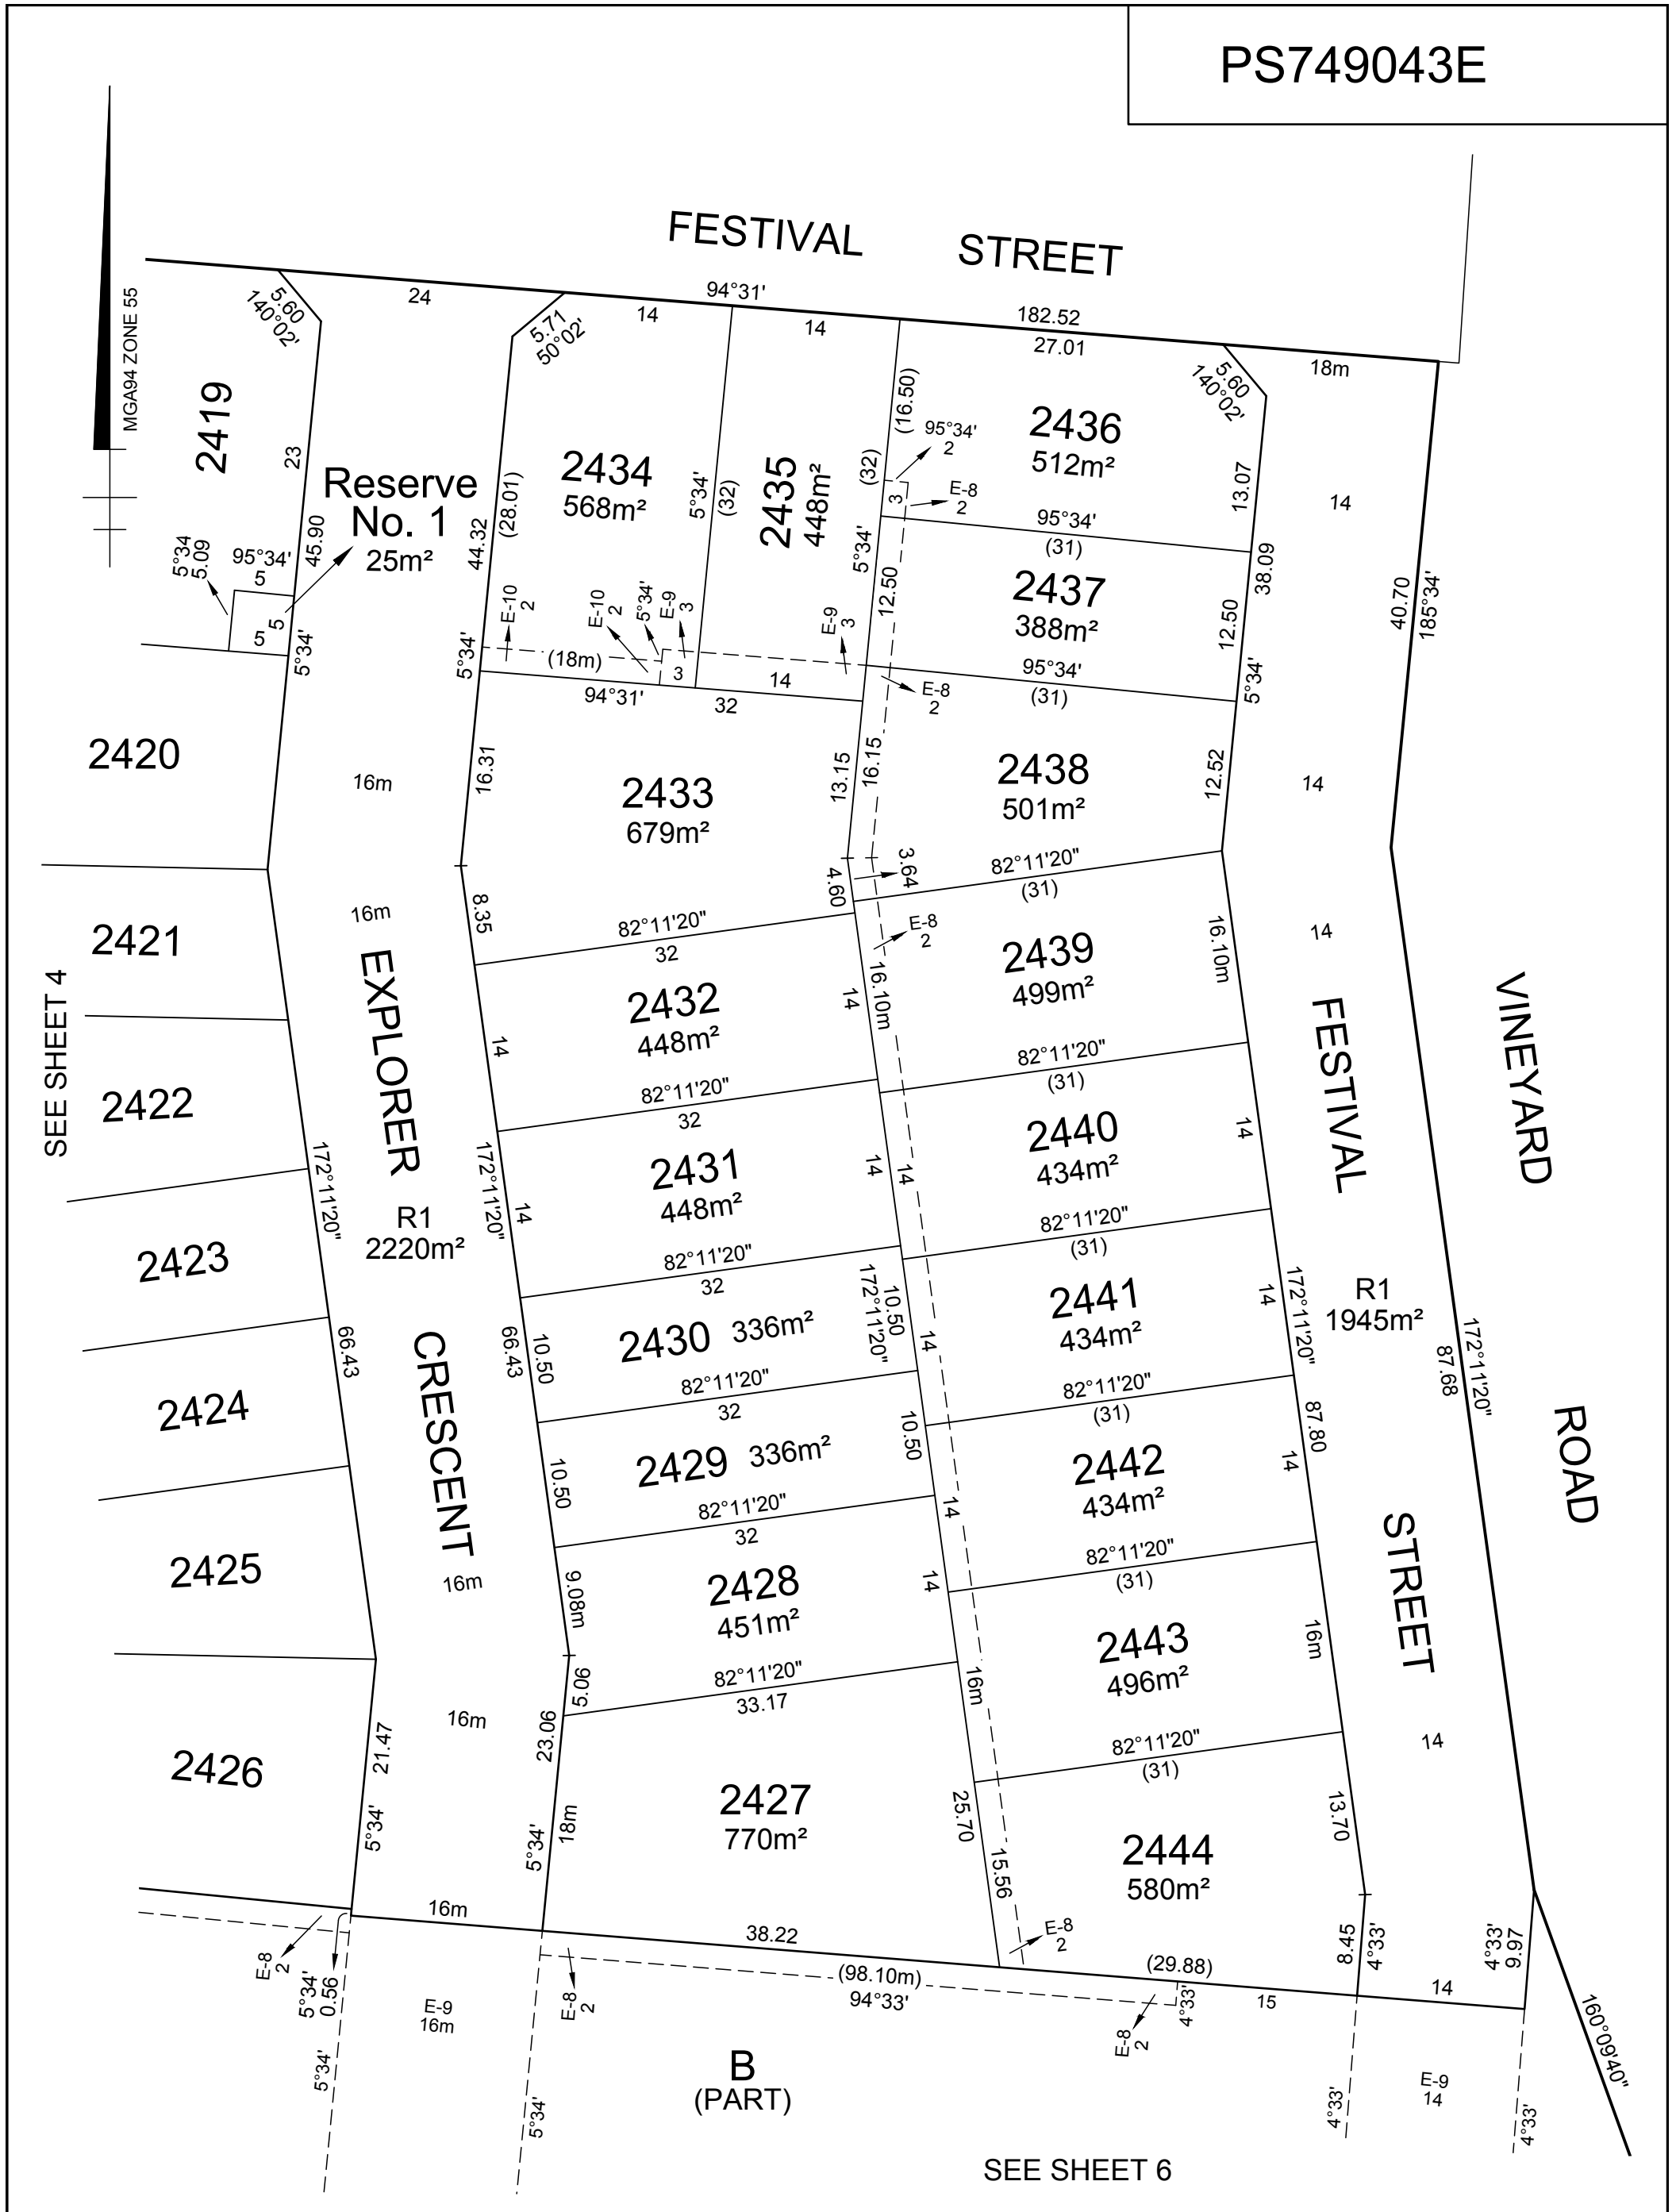 PS749043E
MGA94 ZONE 55
FESTIVAL STREET
94°31'
182.52
24
14
14
27.01
18m
5.60
140°02'
5.71
50°02'
5.60
140°02'
2419
23
45.90
Reserve
No. 1
25m²
5°34
5.09
95°34'
5
5
5
5°34'
44.32
(28.01)
5°34'
2434
568m²
5°34'
(32)
2435
448m²
(32)
5°34'
(16.50)
95°34'
2
3
E-8
2
2436
512m²
13.07
95°34'
(31)
12.50
2437
388m²
12.50
38.09
5°34'
14
40.70
185°34'
E-10
2
E-10
2
5°34'
E-9
3
E-9
3
(18m)
3
14
94°31'
32
95°34'
(31)
E-8
2
2420
16m
16.31
2433
679m²
13.15
16.15
2438
501m²
12.52
14
3.64
4.60
82°11'20"
(31)
16m
8.35
82°11'20"
32
E-8
2
2421
SEE SHEET 4
EXPLORER
CRESCENT
2432
448m²
14
14
16.10m
2439
499m²
16.10m
14
FESTIVAL
STREET
VINEYARD
ROAD
82°11'20"
(31)
2422
82°11'20"
32
172°11'20"
66.43
172°11'20"
66.43
R1
2220m²
2431
448m²
14
14
14
2440
434m²
14
82°11'20"
(31)
2423
82°11'20"
32
2430 336m²
10.50
10.50
172°11'20"
14
2441
434m²
14
172°11'20"
87.80
R1
1945m²
172°11'20"
87.68
82°11'20"
32
82°11'20"
(31)
2424
2429 336m²
10.50
10.50
14
2442
434m²
14
82°11'20"
32
82°11'20"
(31)
2425
16m
9.08m
2428
451m²
14
16m
2443
496m²
16m
5.06
82°11'20"
33.17
82°11'20"
(31)
2426
16m
21.47
5°34'
23.06
5°34'
18m
2427
770m²
25.70
15.56
2444
580m²
13.70
14
16m
38.22
(98.10m)
94°33'
E-8
2
(29.88)
15
14
8.45
4°33'
4°33'
9.97
E-8
2
5°34'
0.56
E-9
16m
E-8
2
E-8
2
4°33'
5°34'
5°34'
B
(PART)
4°33'
E-9
14
4°33'
160°09'40"
SEE SHEET 6